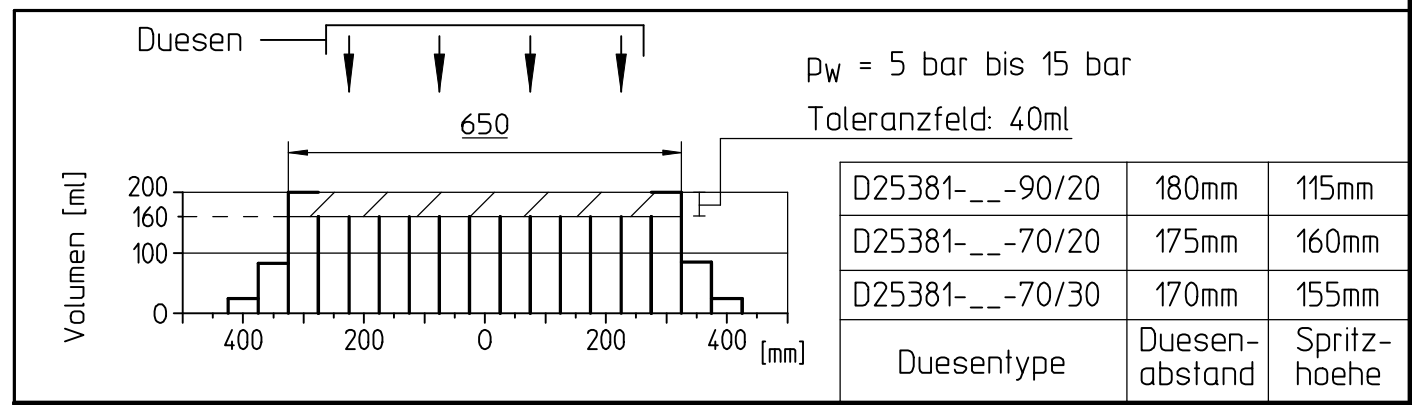 Duesen
pW = 5 bar bis 15 bar
Toleranzfeld: 40ml
650
Volumen [ml]
200
160
100
0
400 200 0 200 400 [mm]
D25381-__-90/20 180mm 115mm
D25381-__-70/20 175mm 160mm
D25381-__-70/30 170mm 155mm
Duesentype Duesen- Spritz-
abstand hoehe